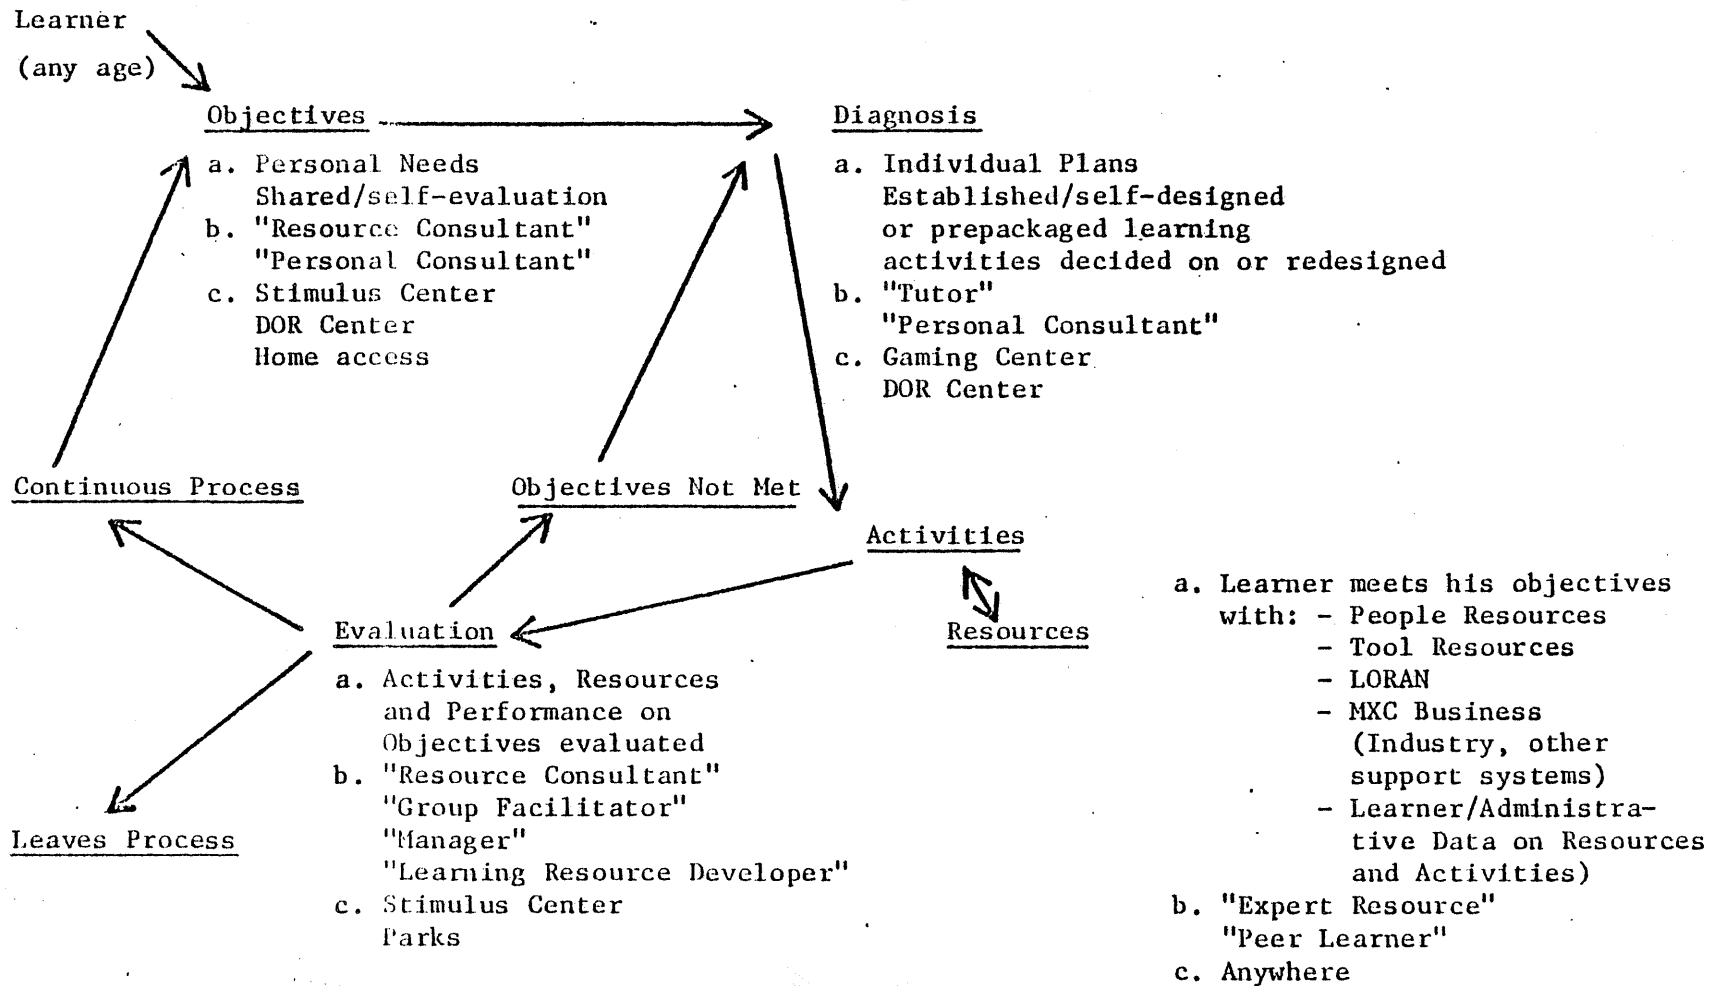 Learner
(any age)
Objectives
a. Personal Needs
Shared/self-evaluation
b. "Resource Consultant"
"Personal Consultant"
c. Stimulus Center
DOR Center
Home access
Diagnosis
a. Individual Plans
Established/self-designed
or prepackaged learning
activities decided on or redesigned
b. "Tutor"
"Personal Consultant"
c. Gaming Center
DOR Center
Continuous Process
Objectives Not Met
Activities
Resources
a. Learner meets his objectives
with: - People Resources
- Tool Resources
- LORAN
- MXC Business
(Industry, other
support systems)
- Learner/Administra-
tive Data on Resources
and Activities)
b. "Expert Resource"
"Peer Learner"
c. Anywhere
Evaluation
a. Activities, Resources
and Performance on
Objectives evaluated
b. "Resource Consultant"
"Group Facilitator"
"Manager"
"Learning Resource Developer"
c. Stimulus Center
Parks
Leaves Process